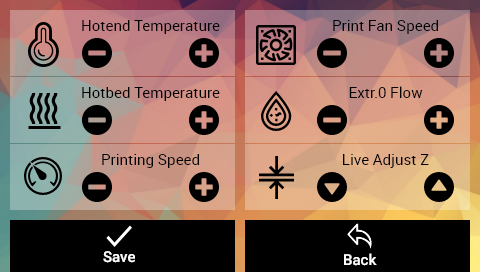 Hotend Temperature
Print Fan Speed
Hotbed Temperature
Extr.0 Flow
Printing Speed
Live Adjust Z
Save
Back